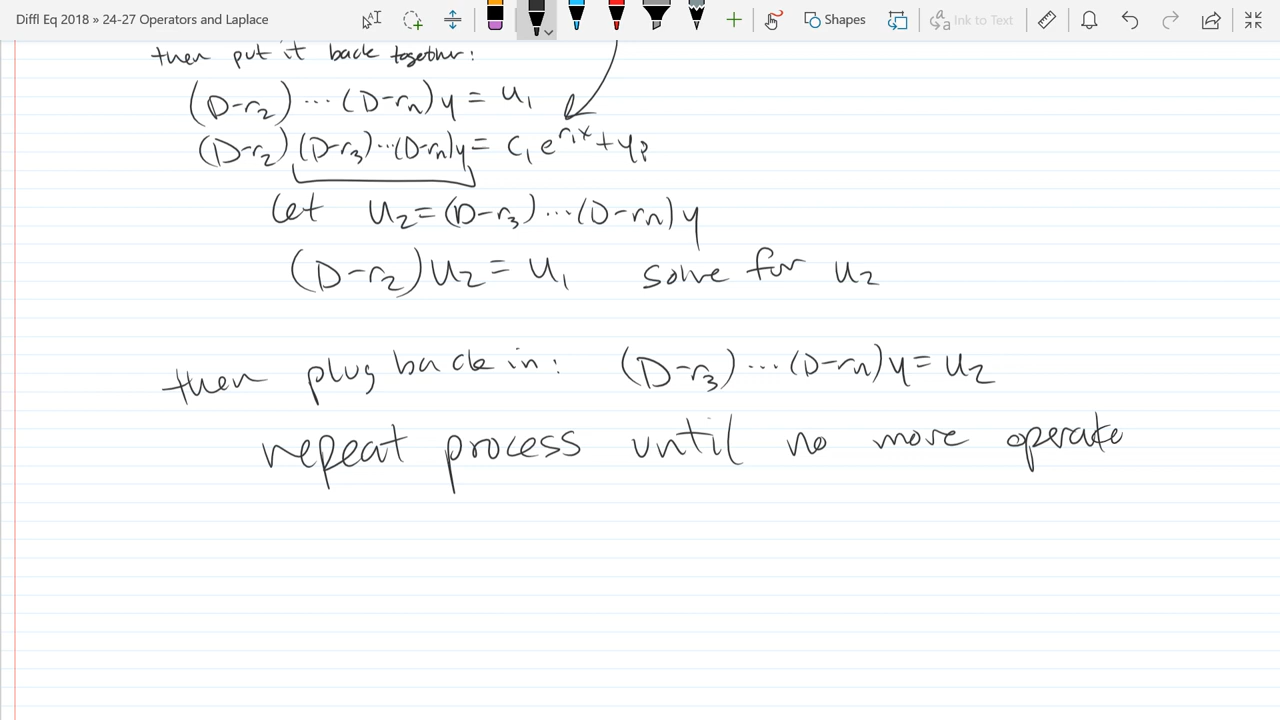 Diffl Eq 2018 » 24-27 Operators and Laplace
Shapes
Ink to Text
then put it back together:
(D-r₂)···(D-rₙ)y = u₁
(D-r₂)(D-r₃)···(D-rₙ)y = c₁e^{r₁x} + yₚ
Let u₂=(D-r₃)···(D-rₙ)y
(D-r₂)u₂ = u₁ solve for u₂
then plug back in: (D-r₃)···(D-rₙ)y = u₂
repeat process until no more operato